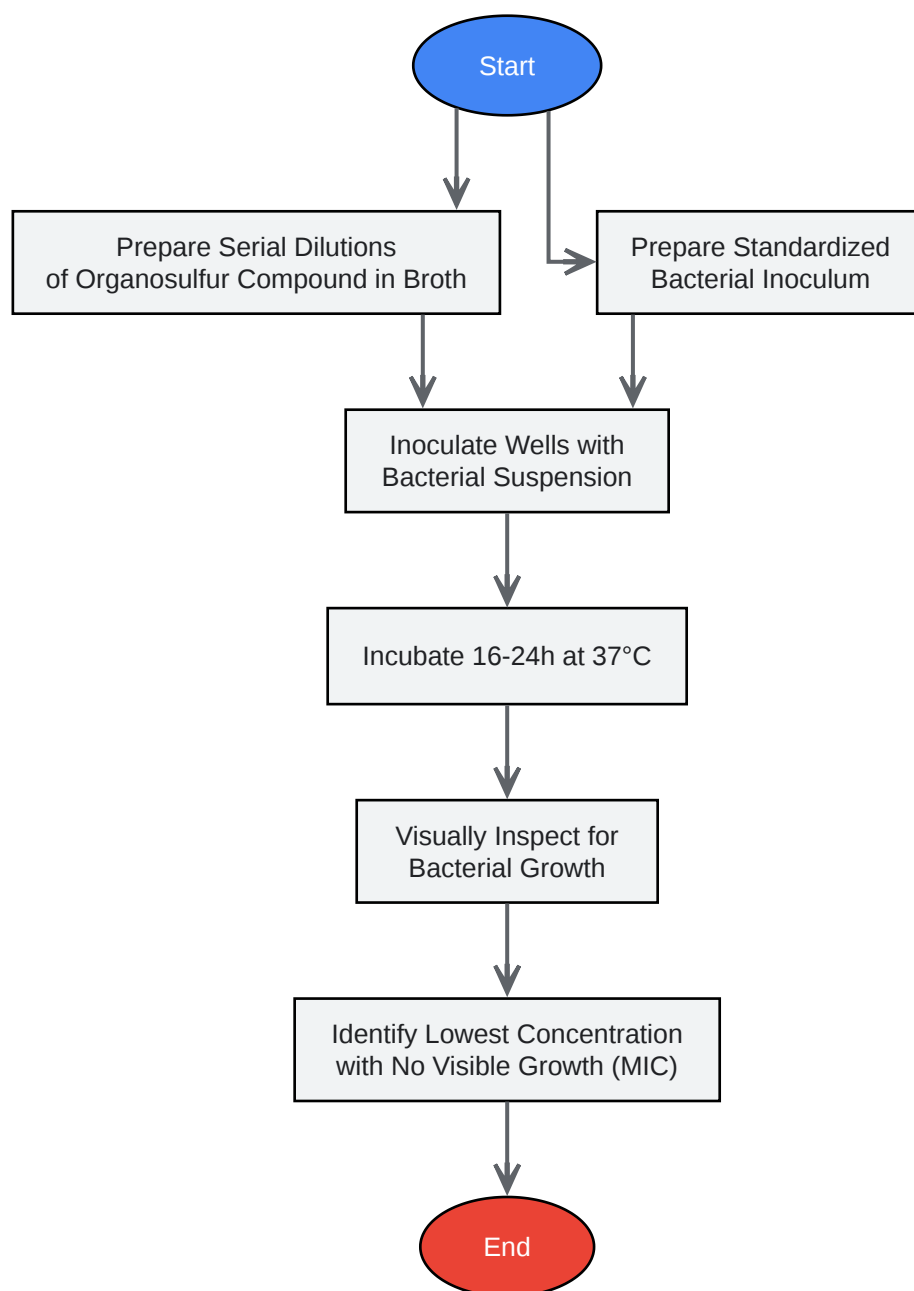 Start
Prepare Serial Dilutions
of Organosulfur Compound in Broth
Prepare Standardized
Bacterial Inoculum
Inoculate Wells with
Bacterial Suspension
Incubate 16-24h at 37°C
Visually Inspect for
Bacterial Growth
Identify Lowest Concentration
with No Visible Growth (MIC)
End